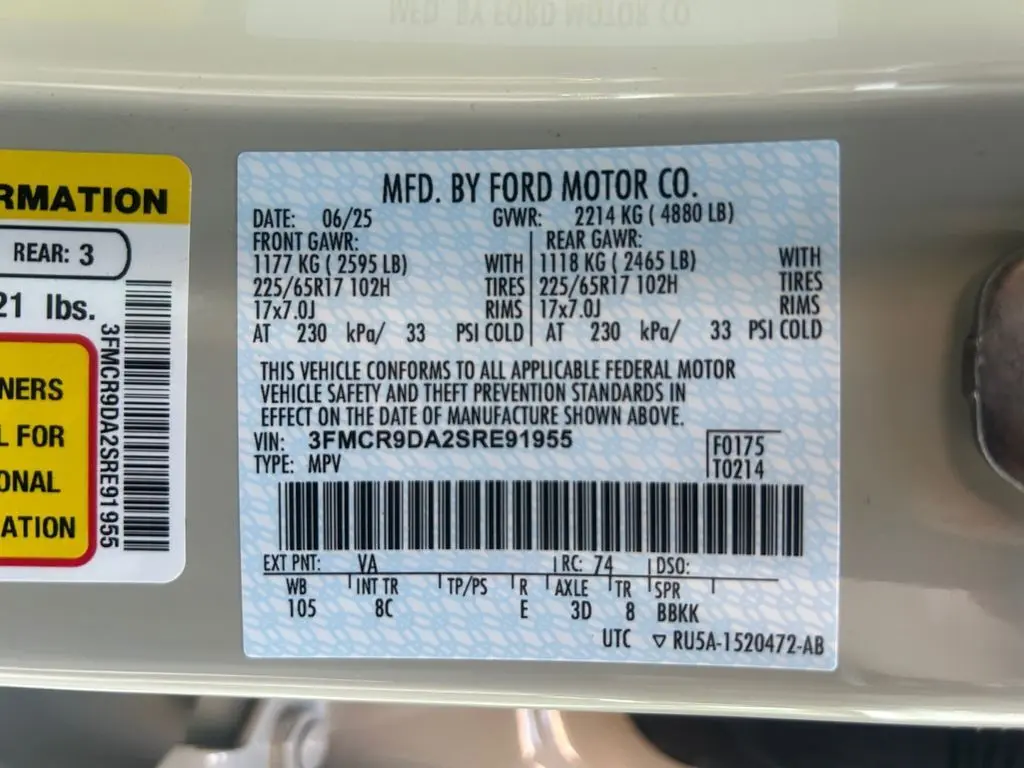 MFD. BY FORD MOTOR CO
RMATION
REAR: 3
21 lbs.
NERS
L FOR
ONAL
ATION
3FMCR9DA2SRE91955
MFD. BY FORD MOTOR CO.
DATE: 06/25 GVWR: 2214 KG ( 4880 LB)
FRONT GAWR: REAR GAWR:
1177 KG ( 2595 LB) WITH 1118 KG ( 2465 LB) WITH
225/65R17 102H TIRES 225/65R17 102H TIRES
17x7.0J RIMS 17x7.0J RIMS
AT 230 kPa/ 33 PSI COLD AT 230 kPa/ 33 PSI COLD
THIS VEHICLE CONFORMS TO ALL APPLICABLE FEDERAL MOTOR
VEHICLE SAFETY AND THEFT PREVENTION STANDARDS IN
EFFECT ON THE DATE OF MANUFACTURE SHOWN ABOVE.
VIN: 3FMCR9DA2SRE91955 F0175
TYPE: MPV T0214
EXT PNT: VA RC: 74 DSO:
WB INT TR TP/PS R AXLE TR SPR
105 8C E 3D 8 BBKK
UTC ▽ RU5A-1520472-AB